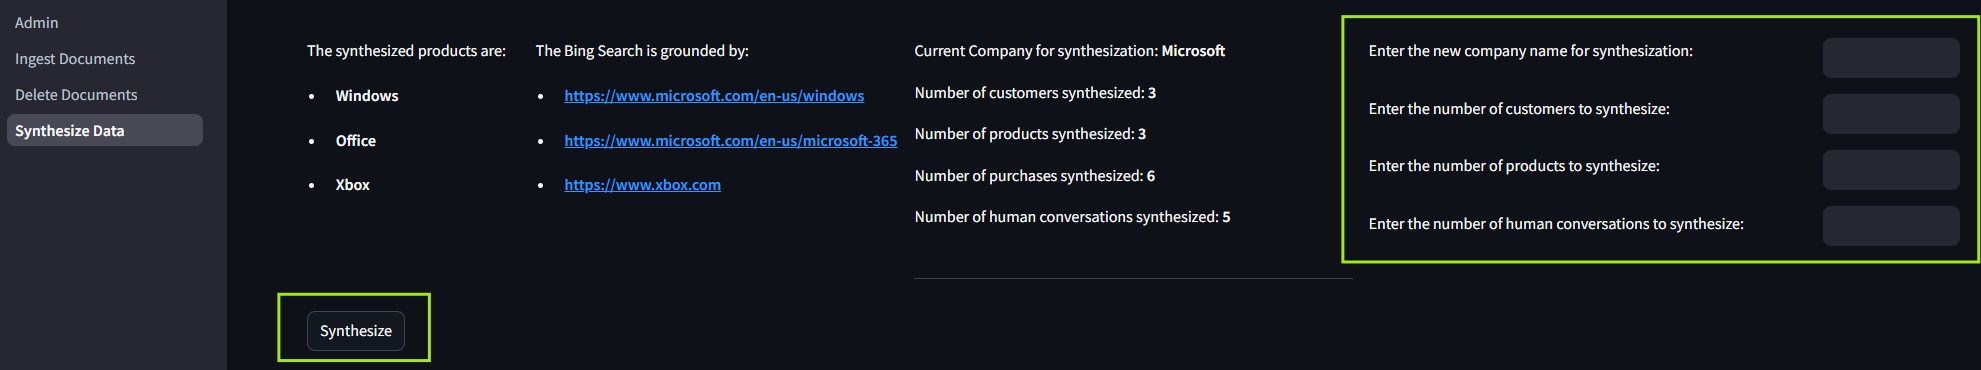 Admin
Ingest Documents
Delete Documents
Synthesize Data
The synthesized products are:
• Windows
• Office
• Xbox
The Bing Search is grounded by:
• https://www.microsoft.com/en-us/windows
• https://www.microsoft.com/en-us/microsoft-365
• https://www.xbox.com
Current Company for synthesization: Microsoft
Number of customers synthesized: 3
Number of products synthesized: 3
Number of purchases synthesized: 6
Number of human conversations synthesized: 5
Enter the new company name for synthesization:
Enter the number of customers to synthesize:
Enter the number of products to synthesize:
Enter the number of human conversations to synthesize:
Synthesize